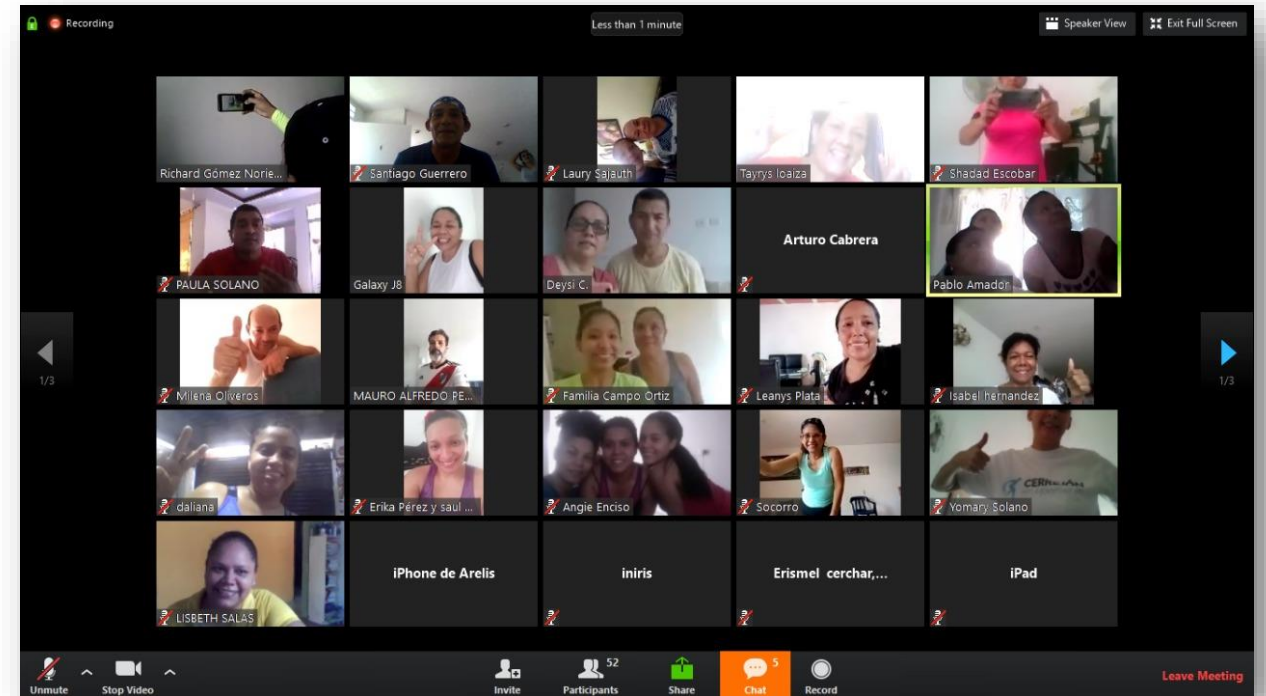 Recording
Less than 1 minute
Speaker View
Exit Full Screen
Richard Gómez Norie...
Santiago Guerrero
Laury Sajauth
Tayrys loaiza
Shadad Escobar
PAULA SOLANO
Galaxy J8
Deysi C.
Arturo Cabrera
Pablo Amador
1/3
Milena Oliveros
MAURO ALFREDO PE...
Familia Campo Ortiz
Leanys Plata
Isabel hernandez
1/3
daliana
Erika Pérez y saul ...
Angie Enciso
Socorro
CERREJÓN
Yomary Solano
LISBETH SALAS
iPhone de Arelis
iniris
Erismel cerchar,...
iPad
Unmute
Stop Video
Invite
52
Participants
Share
5
Chat
Record
Leave Meeting